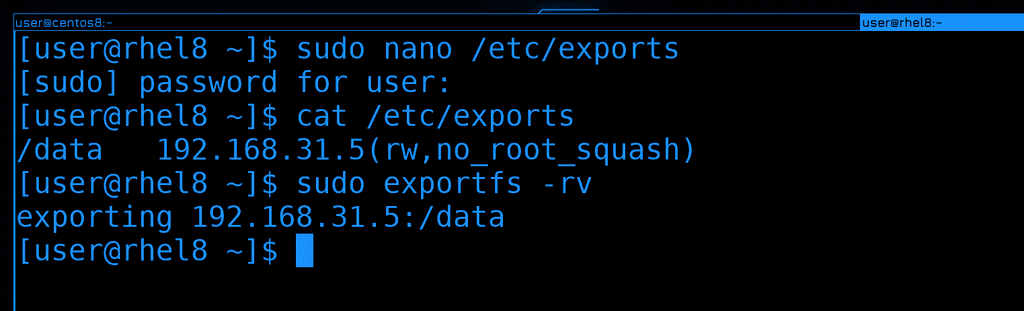 user@centos8:~ user@rhel8:~
[user@rhel8 ~]$ sudo nano /etc/exports
[sudo] password for user:
[user@rhel8 ~]$ cat /etc/exports
/data   192.168.31.5(rw,no_root_squash)
[user@rhel8 ~]$ sudo exportfs -rv
exporting 192.168.31.5:/data
[user@rhel8 ~]$